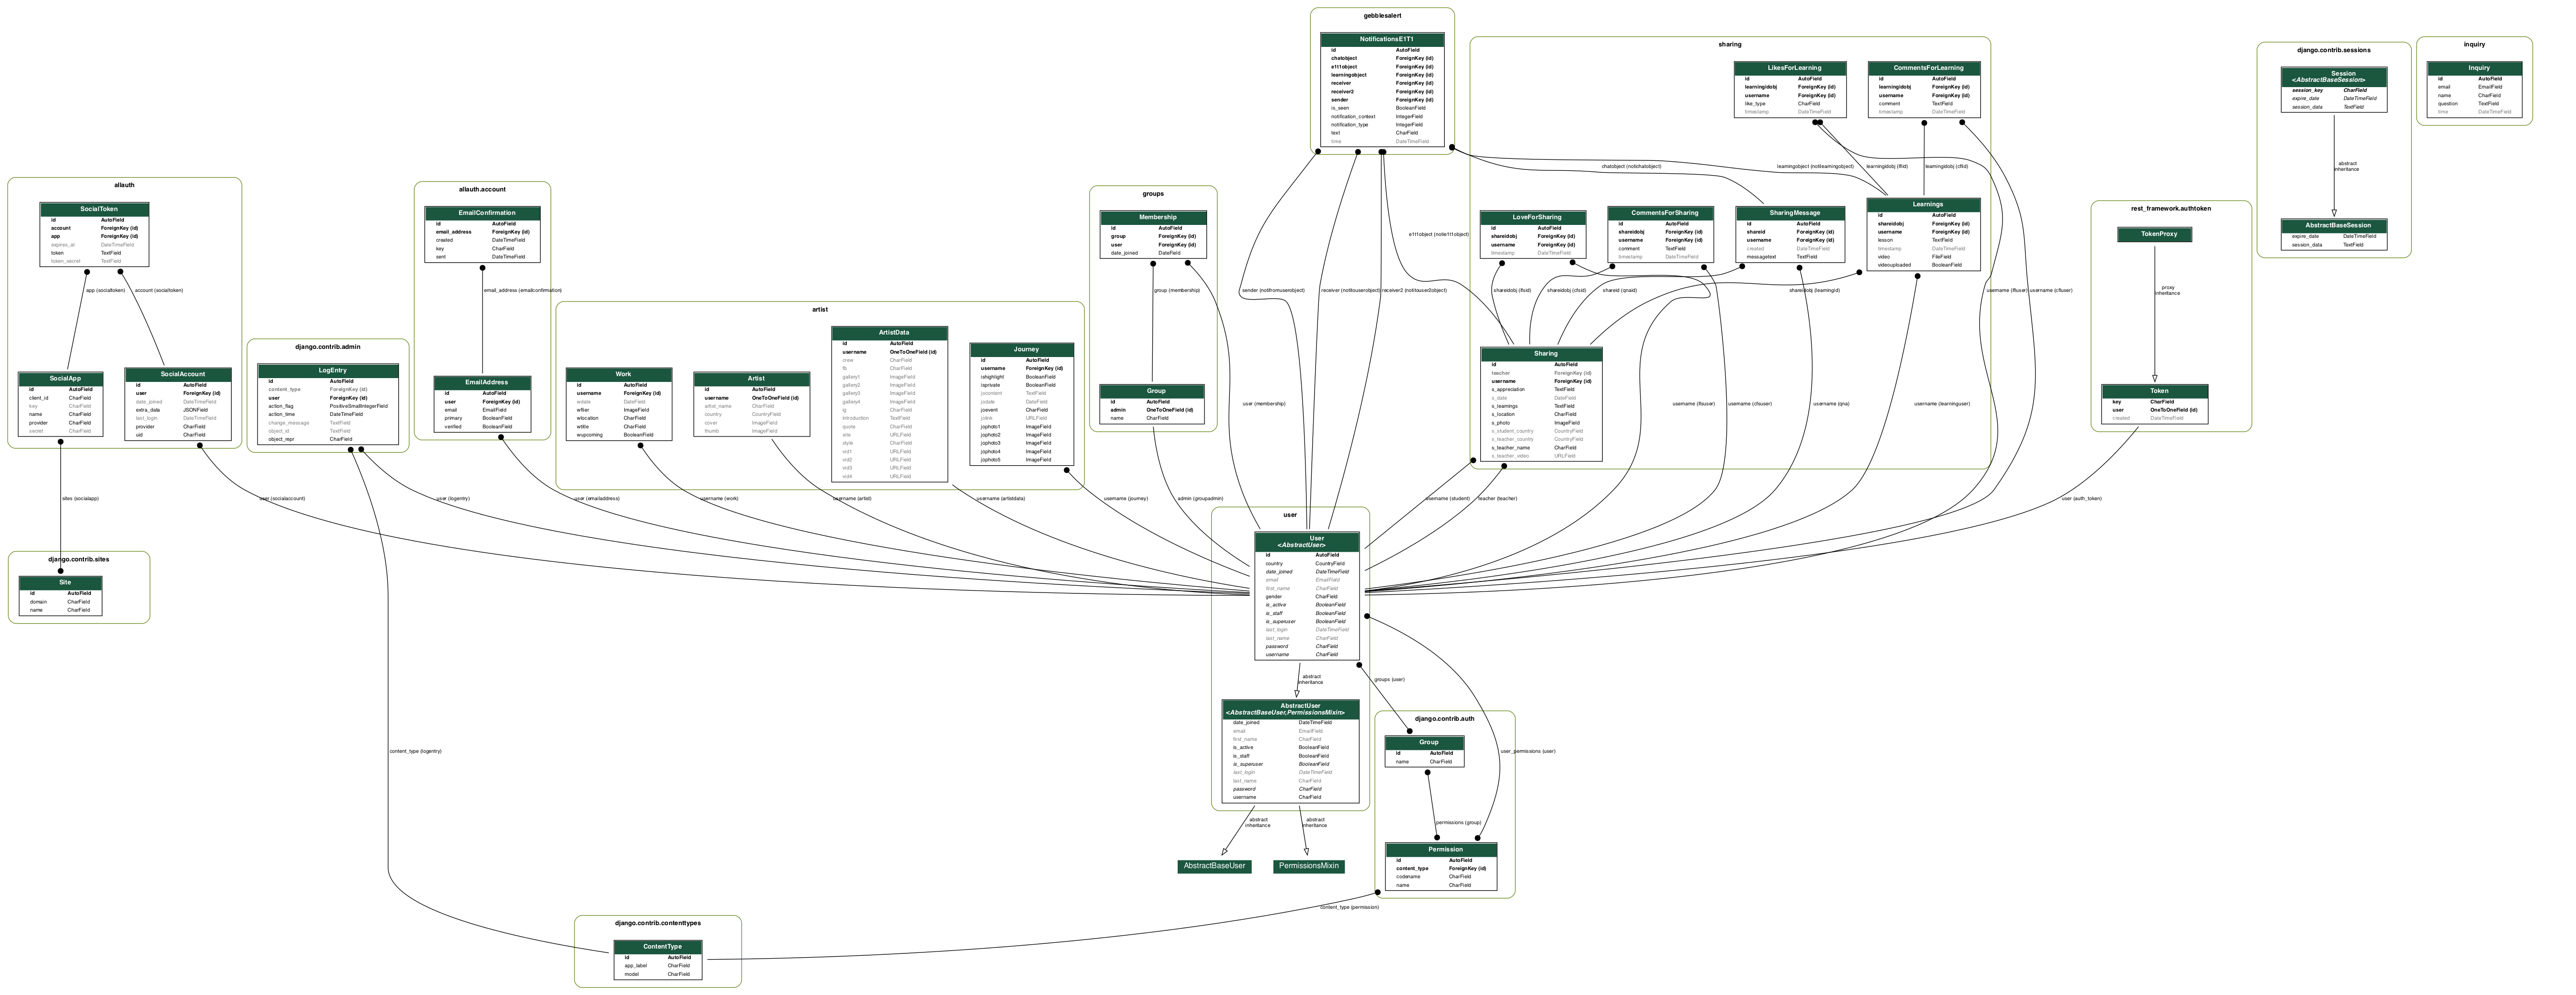 gebblesalert
NotificationsE1T1
id AutoField
chatobject ForeignKey (id)
e1t1object ForeignKey (id)
learningobject ForeignKey (id)
receiver ForeignKey (id)
receiver2 ForeignKey (id)
sender ForeignKey (id)
is_seen BooleanField
notification_context IntegerField
notification_type IntegerField
text CharField
time DateTimeField
sharing
LikesForLearning
id AutoField
learningidobj ForeignKey (id)
username ForeignKey (id)
like_type CharField
timestamp DateTimeField
CommentsForLearning
id AutoField
learningidobj ForeignKey (id)
username ForeignKey (id)
comment TextField
timestamp DateTimeField
django.contrib.sessions
Session
<AbstractBaseSession>
session_key CharField
expire_date DateTimeField
session_data TextField
abstract
inheritance
AbstractBaseSession
expire_date DateTimeField
session_data TextField
inquiry
Inquiry
id AutoField
email EmailField
name CharField
question TextField
time DateTimeField
chatobject (notichatobject)
learningobject (notilearningobject)
learningidobj (lflid)
learningidobj (cflid)
allauth
SocialToken
id AutoField
account ForeignKey (id)
app ForeignKey (id)
expires_at DateTimeField
token TextField
token_secret TextField
app (socialtoken)
account (socialtoken)
SocialApp
id AutoField
client_id CharField
key CharField
name CharField
provider CharField
secret CharField
SocialAccount
id AutoField
user ForeignKey (id)
date_joined DateTimeField
extra_data JSONField
last_login DateTimeField
provider CharField
uid CharField
django.contrib.admin
LogEntry
id AutoField
content_type ForeignKey (id)
user ForeignKey (id)
action_flag PositiveSmallIntegerField
action_time DateTimeField
change_message TextField
object_id TextField
object_repr CharField
allauth.account
EmailConfirmation
id AutoField
email_address ForeignKey (id)
created DateTimeField
key CharField
sent DateTimeField
email_address (emailconfirmation)
EmailAddress
id AutoField
user ForeignKey (id)
email EmailField
primary BooleanField
verified BooleanField
artist
Work
id AutoField
username ForeignKey (id)
wdate DateField
wflier ImageField
wlocation CharField
wtitle CharField
wupcoming BooleanField
Artist
id AutoField
username OneToOneField (id)
artist_name CharField
country CountryField
cover ImageField
thumb ImageField
ArtistData
id AutoField
username OneToOneField (id)
crew CharField
fb CharField
gallery1 ImageField
gallery2 ImageField
gallery3 ImageField
gallery4 ImageField
ig CharField
introduction TextField
quote CharField
site URLField
style CharField
vid1 URLField
vid2 URLField
vid3 URLField
vid4 URLField
Journey
id AutoField
username ForeignKey (id)
ishighlight BooleanField
isprivate BooleanField
jocontent TextField
jodate DateField
joevent CharField
jolink URLField
jophoto1 ImageField
jophoto2 ImageField
jophoto3 ImageField
jophoto4 ImageField
jophoto5 ImageField
groups
Membership
id AutoField
group ForeignKey (id)
user ForeignKey (id)
date_joined DateField
group (membership)
Group
id AutoField
admin OneToOneField (id)
name CharField
user (membership)
sender (notifromuserobject)
receiver (notitouserobject)
receiver2 (notitouser2object)
e1t1object (notie1t1object)
LoveForSharing
id AutoField
shareidobj ForeignKey (id)
username ForeignKey (id)
timestamp DateTimeField
CommentsForSharing
id AutoField
shareidobj ForeignKey (id)
username ForeignKey (id)
comment TextField
timestamp DateTimeField
SharingMessage
id AutoField
shareid ForeignKey (id)
username ForeignKey (id)
created DateTimeField
messagetext TextField
Learnings
id AutoField
shareidobj ForeignKey (id)
username ForeignKey (id)
lesson TextField
timestamp DateTimeField
video FileField
videouploaded BooleanField
shareidobj (lfsid)
shareidobj (cfsid)
shareid (qnaid)
shareidobj (learningid)
username (lfluser)
username (cfluser)
Sharing
id AutoField
teacher ForeignKey (id)
username ForeignKey (id)
s_appreciation TextField
s_date DateField
s_learnings TextField
s_location CharField
s_photo ImageField
s_student_country CountryField
s_teacher_country CountryField
s_teacher_name CharField
s_teacher_video URLField
username (lfsuser)
username (cfsuser)
username (qna)
username (learninguser)
rest_framework.authtoken
TokenProxy
proxy
inheritance
Token
key CharField
user OneToOneField (id)
created DateTimeField
sites (socialapp)
user (socialaccount)
user (logentry)
user (emailaddress)
username (work)
username (artist)
username (artistdata)
username (journey)
admin (groupadmin)
username (student)
teacher (teacher)
user (auth_token)
django.contrib.sites
Site
id AutoField
domain CharField
name CharField
user
User
<AbstractUser>
id AutoField
country CountryField
date_joined DateTimeField
email EmailField
first_name CharField
gender CharField
is_active BooleanField
is_staff BooleanField
is_superuser BooleanField
last_login DateTimeField
last_name CharField
password CharField
username CharField
abstract
inheritance
groups (user)
AbstractUser
<AbstractBaseUser,PermissionsMixin>
date_joined DateTimeField
email EmailField
first_name CharField
is_active BooleanField
is_staff BooleanField
is_superuser BooleanField
last_login DateTimeField
last_name CharField
password CharField
username CharField
django.contrib.auth
Group
id AutoField
name CharField
user_permissions (user)
content_type (logentry)
abstract
inheritance
abstract
inheritance
permissions (group)
AbstractBaseUser
PermissionsMixin
Permission
id AutoField
content_type ForeignKey (id)
codename CharField
name CharField
content_type (permission)
django.contrib.contenttypes
ContentType
id AutoField
app_label CharField
model CharField